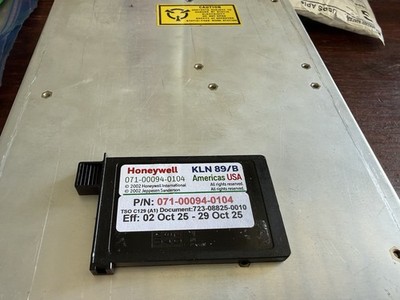 CAUTION
Honeywell KLN 89/B
071-00094-0104 Americas USA
© 2002 Honeywell International All rights reserved.
© 2002 Jeppesen Sanderson All rights reserved.
P/N: 071-00094-0104
TSO C129 (A1) Document:723-08825-0010
Eff: 02 Oct 25 - 29 Oct 25